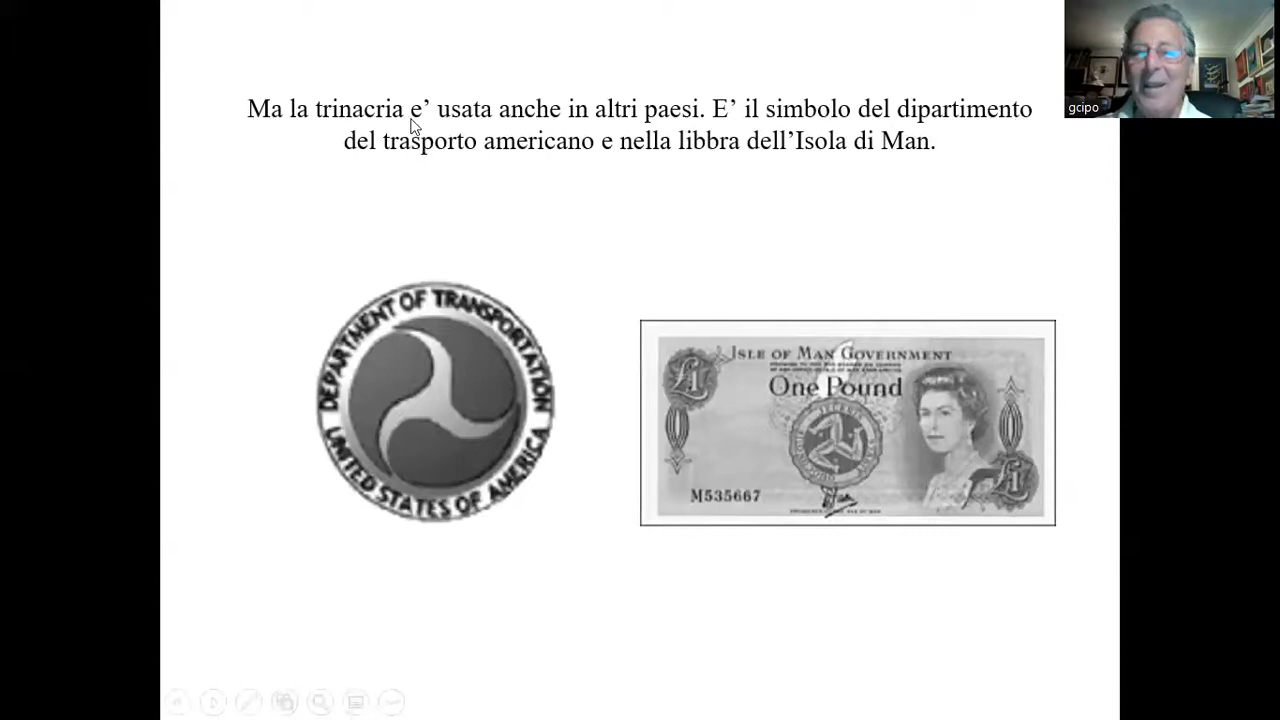 Ma la trinacria e’ usata anche in altri paesi. E’ il simbolo del dipartimento
del trasporto americano e nella libbra dell’Isola di Man.
gcipo
DEPARTMENT OF TRANSPORTATION
UNITED STATES OF AMERICA
ISLE OF MAN GOVERNMENT
One Pound
£1
£1
M535667